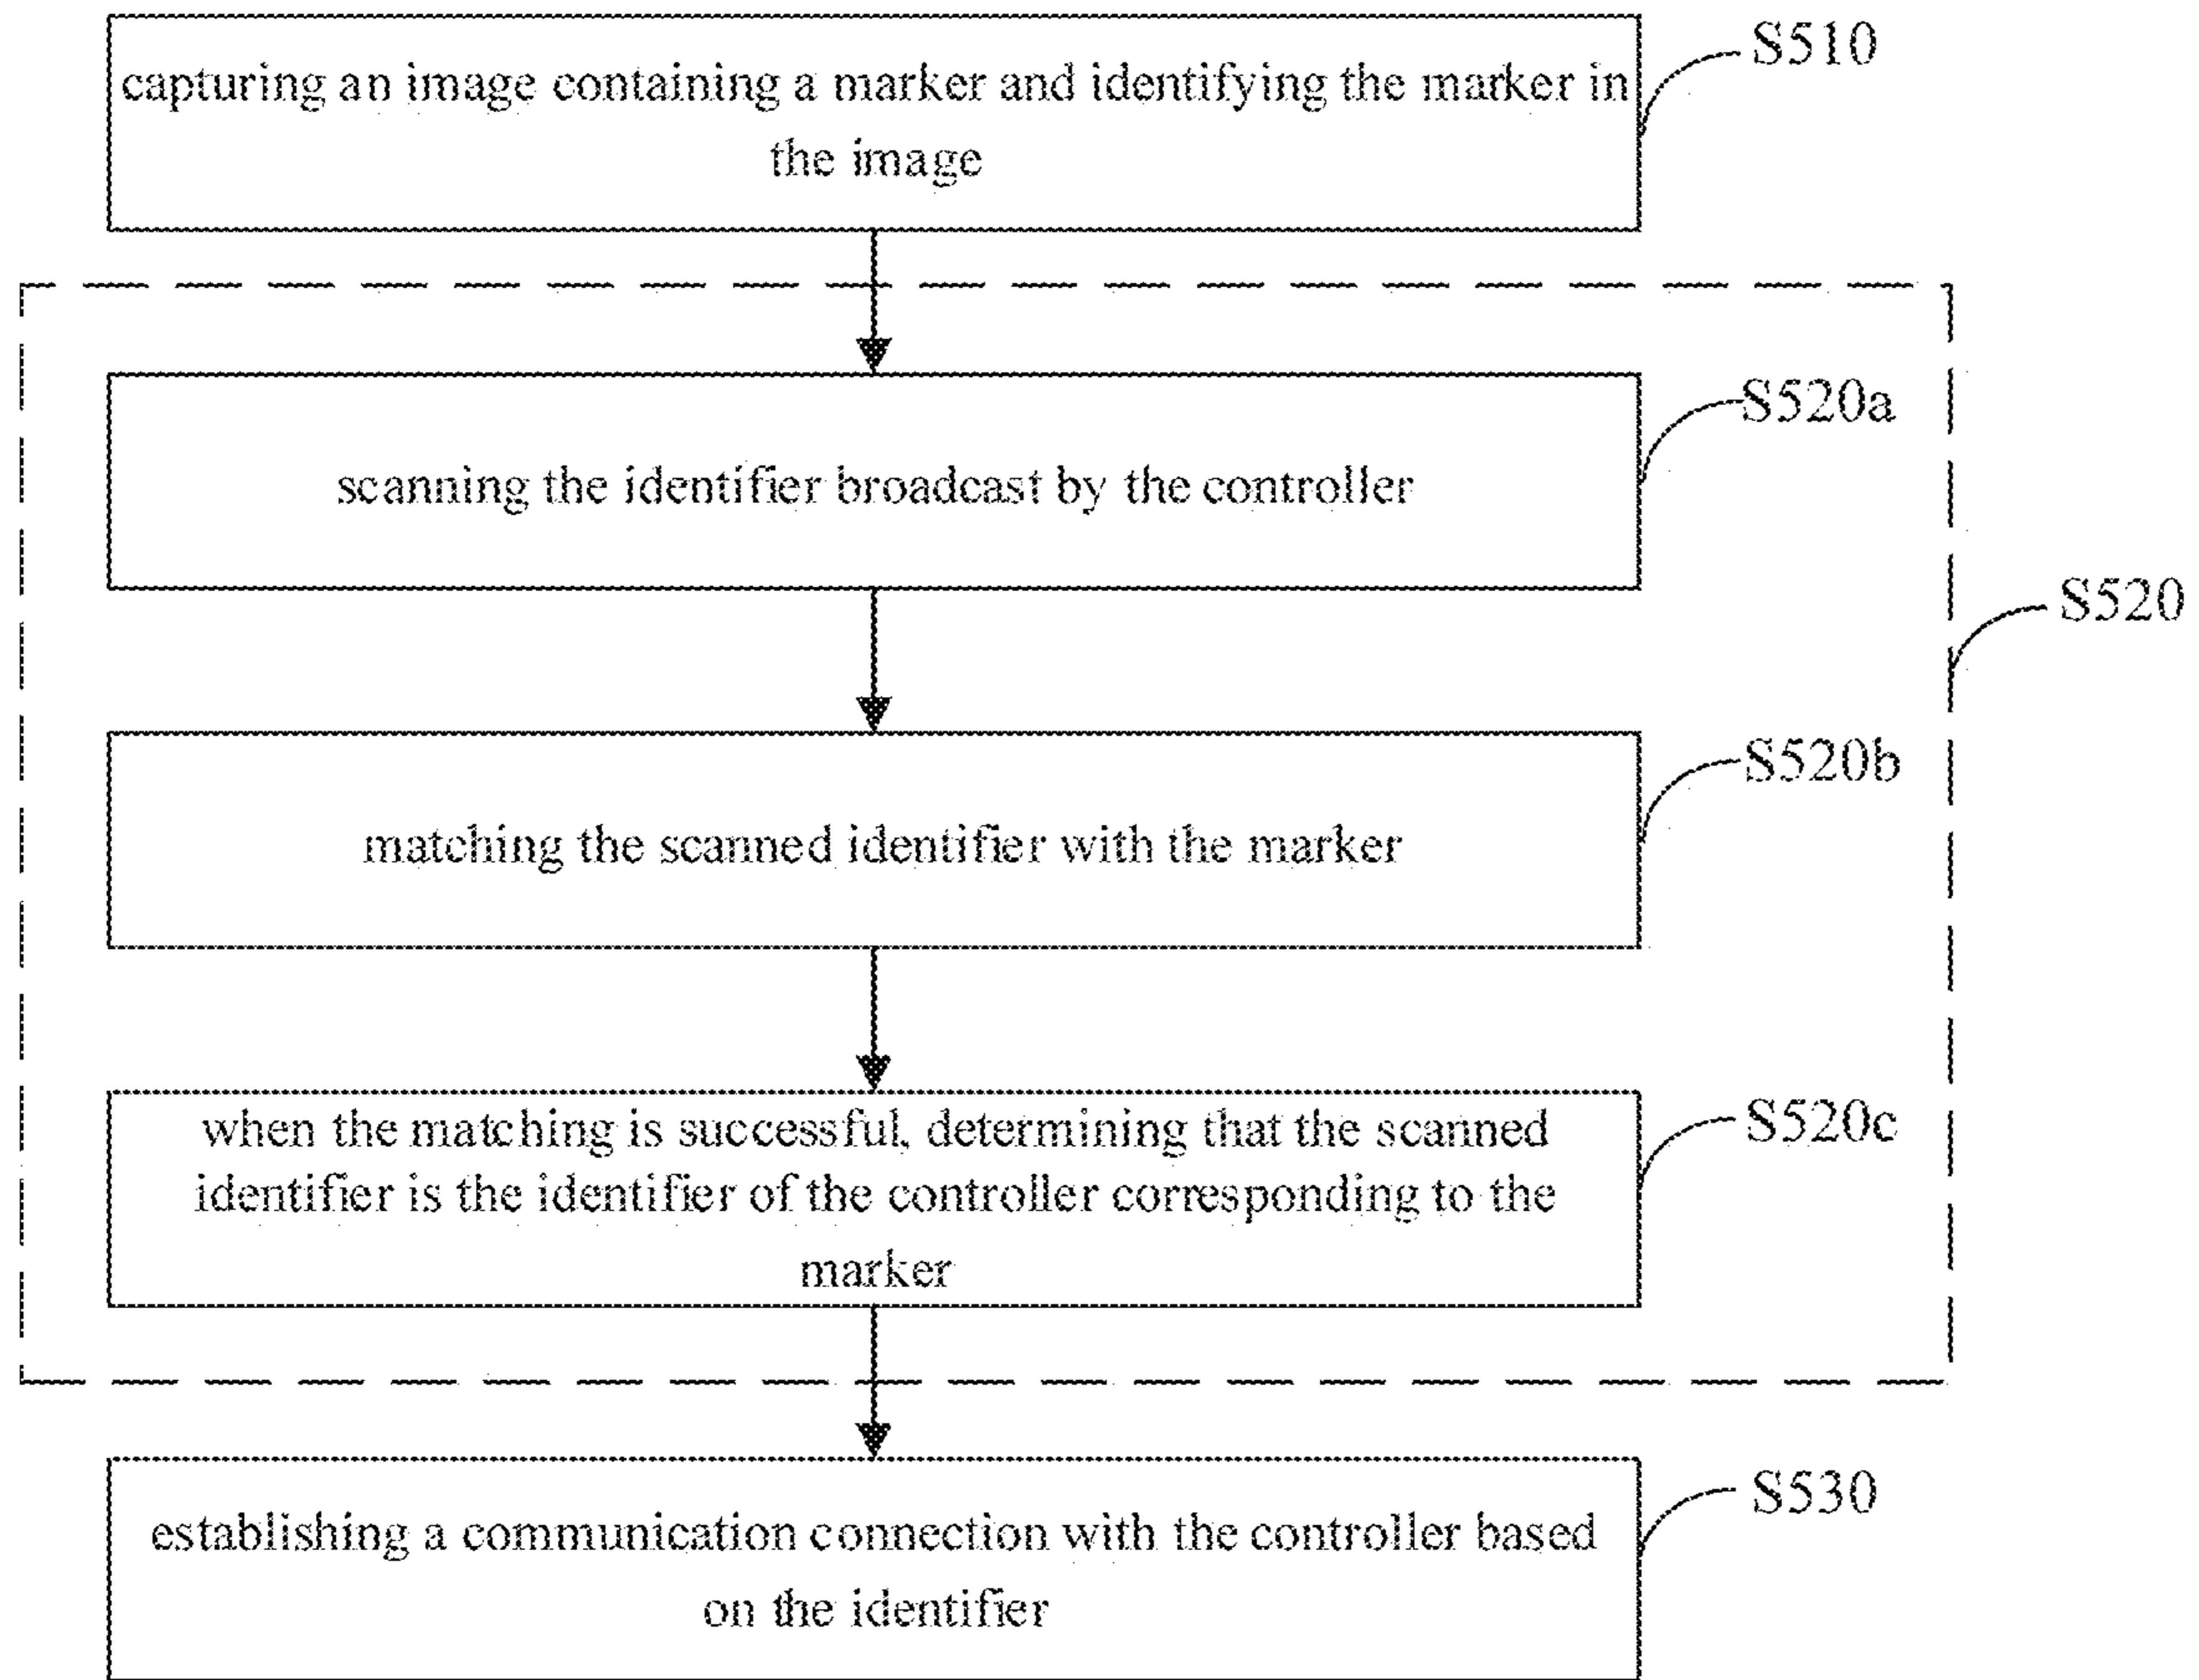 S510
capturing an image containing a marker and identifying the marker in
the image
S520a
scanning the identifier broadcast by the controller
S520
S520b
matching the scanned identifier with the marker
S520c
when the matching is successful, determining that the scanned
identifier is the identifier of the controller corresponding to the
marker
S530
establishing a communication connection with the controller based
on the identifier